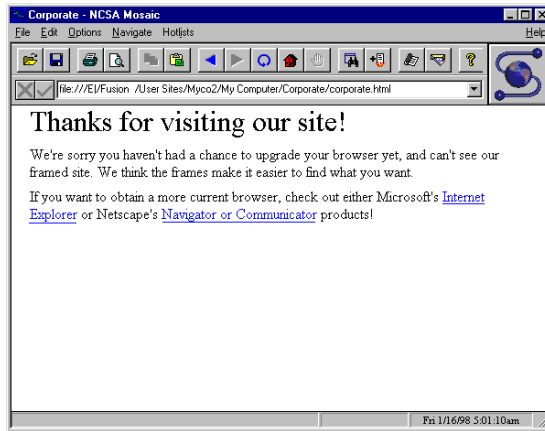 Corporate - NCSA Mosaic
File Edit Options Navigate Hotlists Help
file:///E|/Fusion /User Sites/Myco2/My Computer/Corporate/corporate.html
Thanks for visiting our site!
We're sorry you haven't had a chance to upgrade your browser yet, and can't see our
framed site. We think the frames make it easier to find what you want.
If you want to obtain a more current browser, check out either Microsoft's Internet
Explorer or Netscape's Navigator or Communicator products!
Fri 1/16/98 5:01:10am